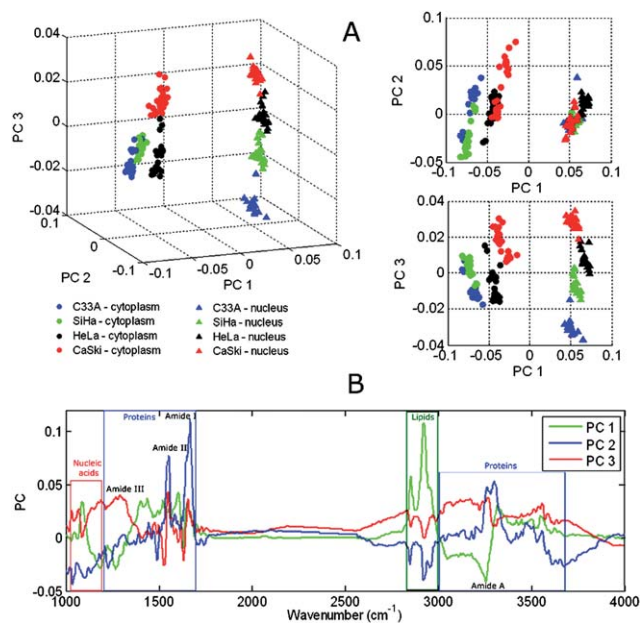 A
0.04
0.02
0
-0.02
-0.04
PC 3
0.1
0
-0.1
PC 2
-0.1
-0.05
0
0.05
0.1
PC 1
C33A - cytoplasm
SiHa - cytoplasm
HeLa - cytoplasm
CaSki - cytoplasm
C33A - nucleus
SiHa - nucleus
HeLa - nucleus
CaSki - nucleus
0.1
0.05
0
-0.05
PC 2
-0.1 -0.05 0 0.05 0.1
PC 1
0.04
0.02
0
-0.02
-0.04
PC 3
-0.1 -0.05 0 0.05 0.1
PC 1
B
0.1
0.05
0
-0.05
PC
Nucleic
acids
Proteins
Amide I
Amide II
Amide III
Lipids
Proteins
Amide A
PC 1
PC 2
PC 3
1000 1500 2000 2500 3000 3500 4000
Wavenumber (cm⁻¹)